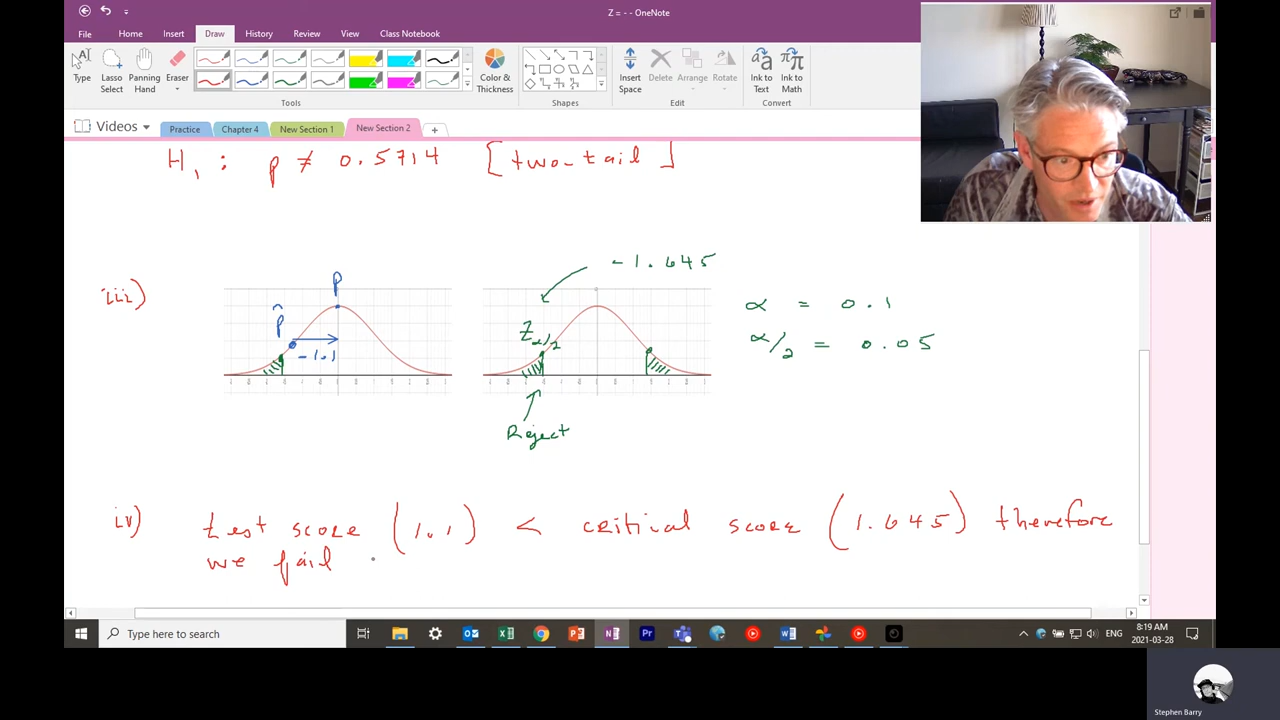 Z = - - OneNote
File Home Insert Draw History Review View Class Notebook
Type
Lasso Select
Panning Hand
Eraser
Color & Thickness
Insert Space
Delete
Arrange
Rotate
Ink to Text
Ink to Math
Tools
Shapes
Edit
Convert
Videos
Practice
Chapter 4
New Section 1
New Section 2
H₁ : p ≠ 0.5714 [two-tail]
iii)
p
p̂
-1.1
-1.645
Zα/2
Reject
α = 0.1
α/2 = 0.05
iv) test score (1.1) < critical score (1.645) therefore
we fail
Type here to search
ENG
8:19 AM
2021-03-28
Stephen Barry